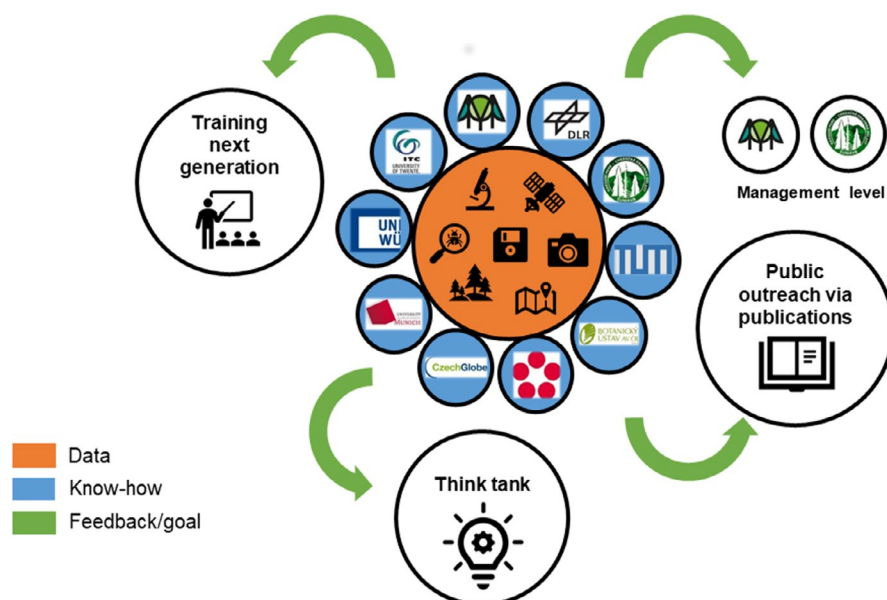 Training
next
generation
ITC
UNIVERSITY
OF TWENTE.
DLR
UNI
WÜ
Management level
Public
outreach via
publications
MUNICH
BOTANICKÝ
ÚSTAV AV ČR
CzechGlobe
Think tank
Data
Know-how
Feedback/goal